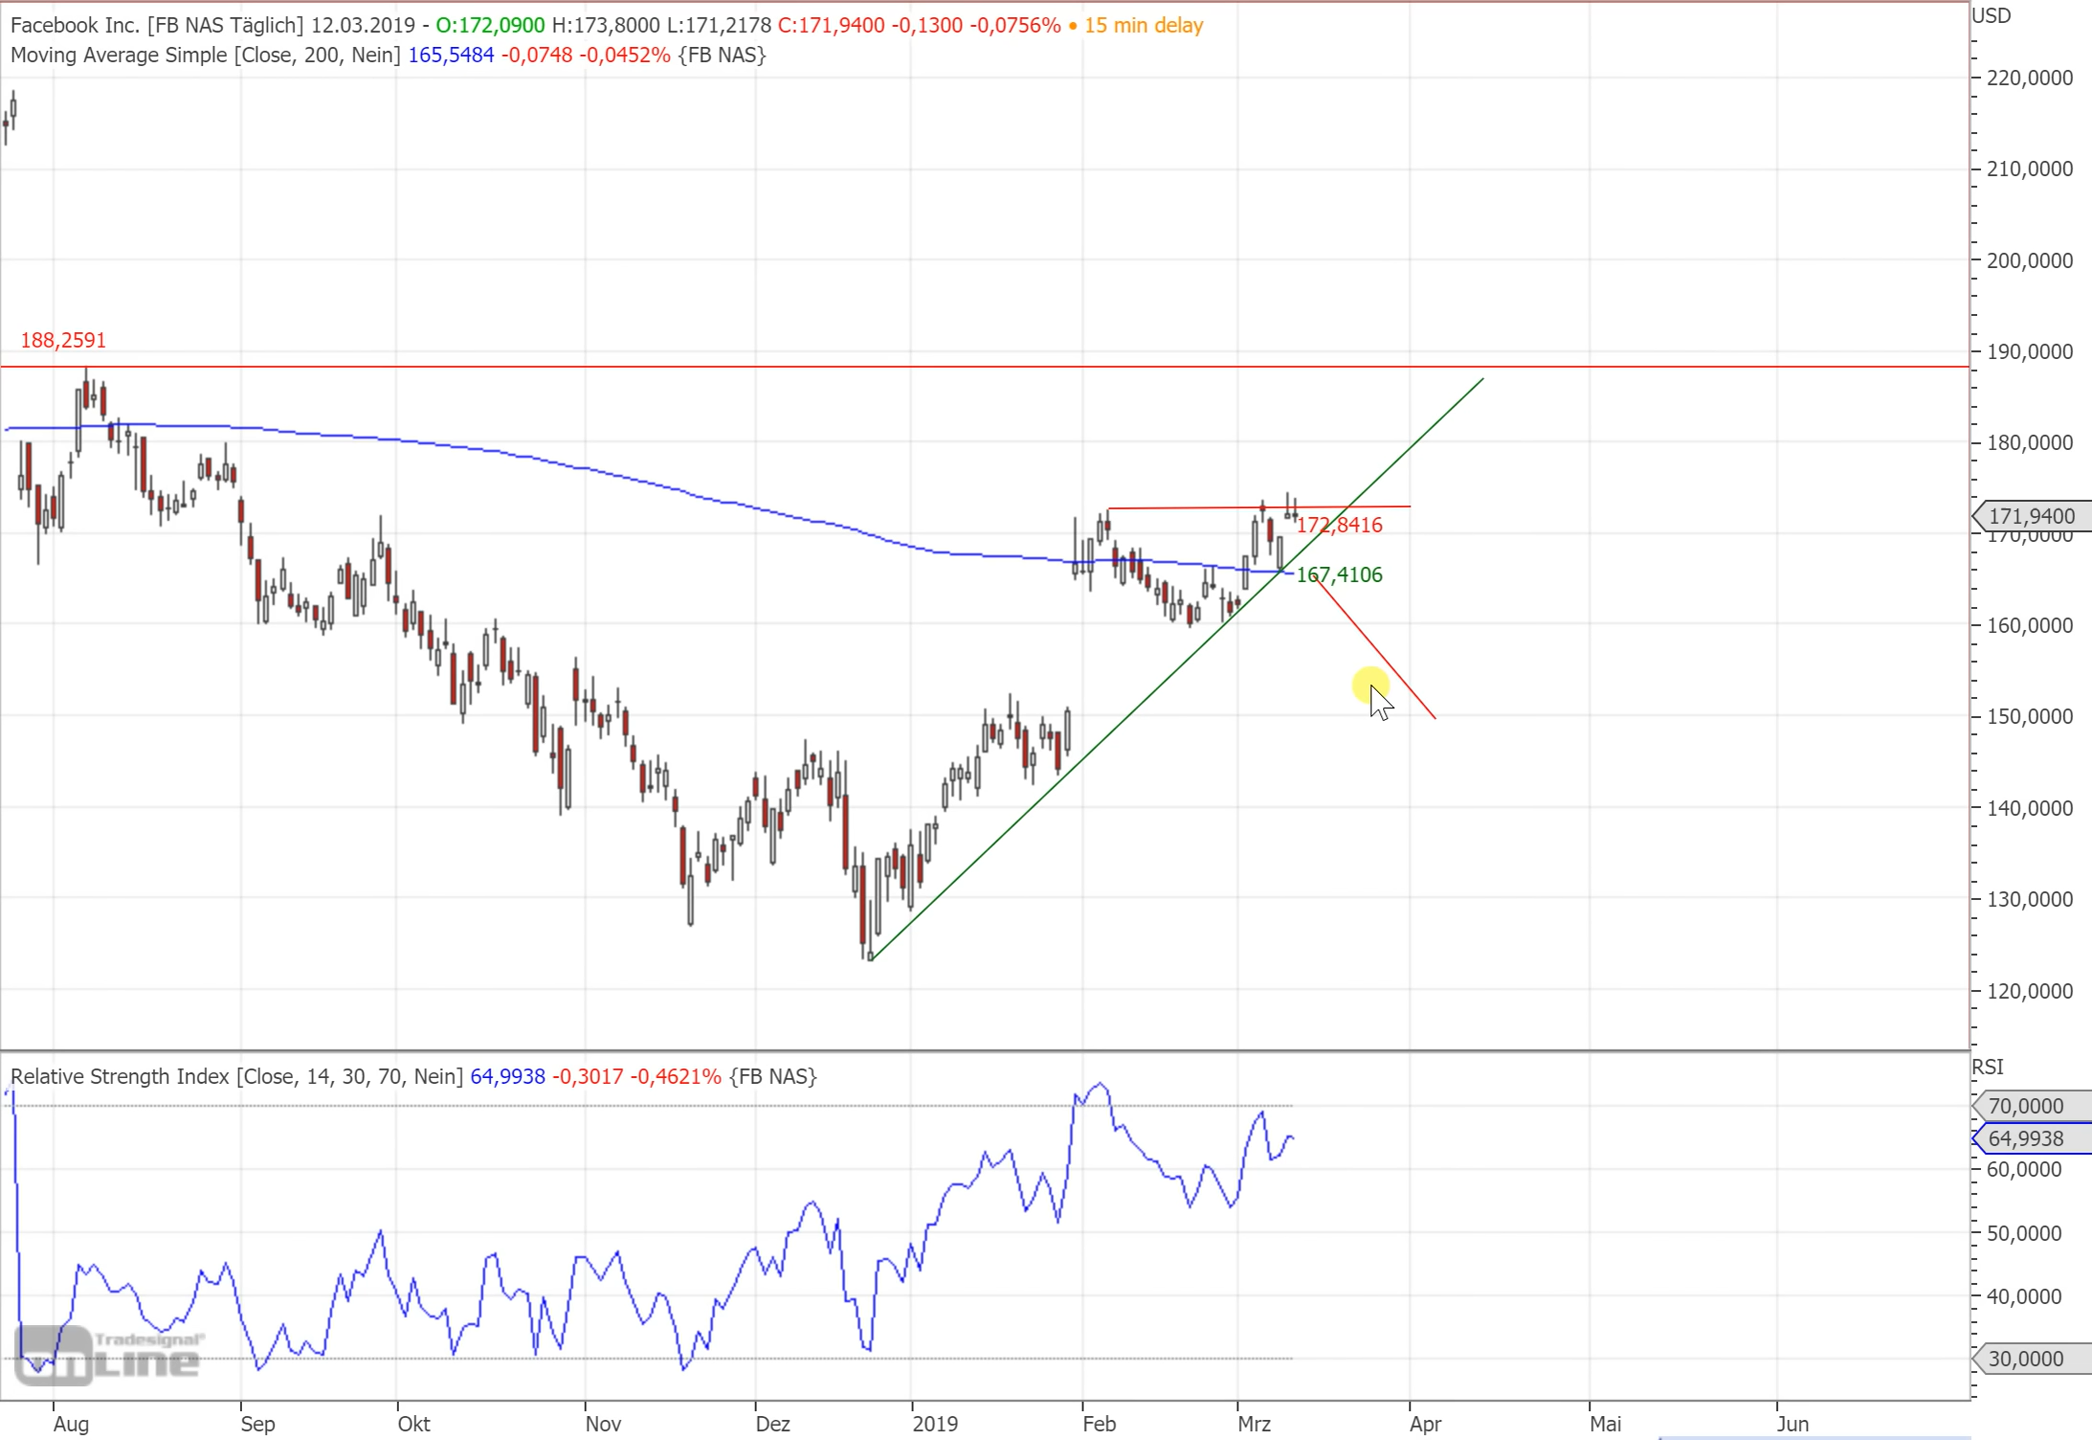 Facebook Inc. [FB NAS Täglich] 12.03.2019 - O:172,0900 H:173,8000 L:171,2178 C:171,9400 -0,1300 -0,0756% • 15 min delay
Moving Average Simple [Close, 200, Nein] 165,5484 -0,0748 -0,0452% {FB NAS}
USD
220,0000
210,0000
200,0000
188,2591
190,0000
180,0000
171,9400
172,8416
170,0000
167,4106
160,0000
150,0000
140,0000
130,0000
120,0000
Relative Strength Index [Close, 14, 30, 70, Nein] 64,9938 -0,3017 -0,4621% {FB NAS}
RSI
70,0000
64,9938
60,0000
50,0000
40,0000
30,0000
Tradesignal®
ONLINE
Aug Sep Okt Nov Dez 2019 Feb Mrz Apr Mai Jun